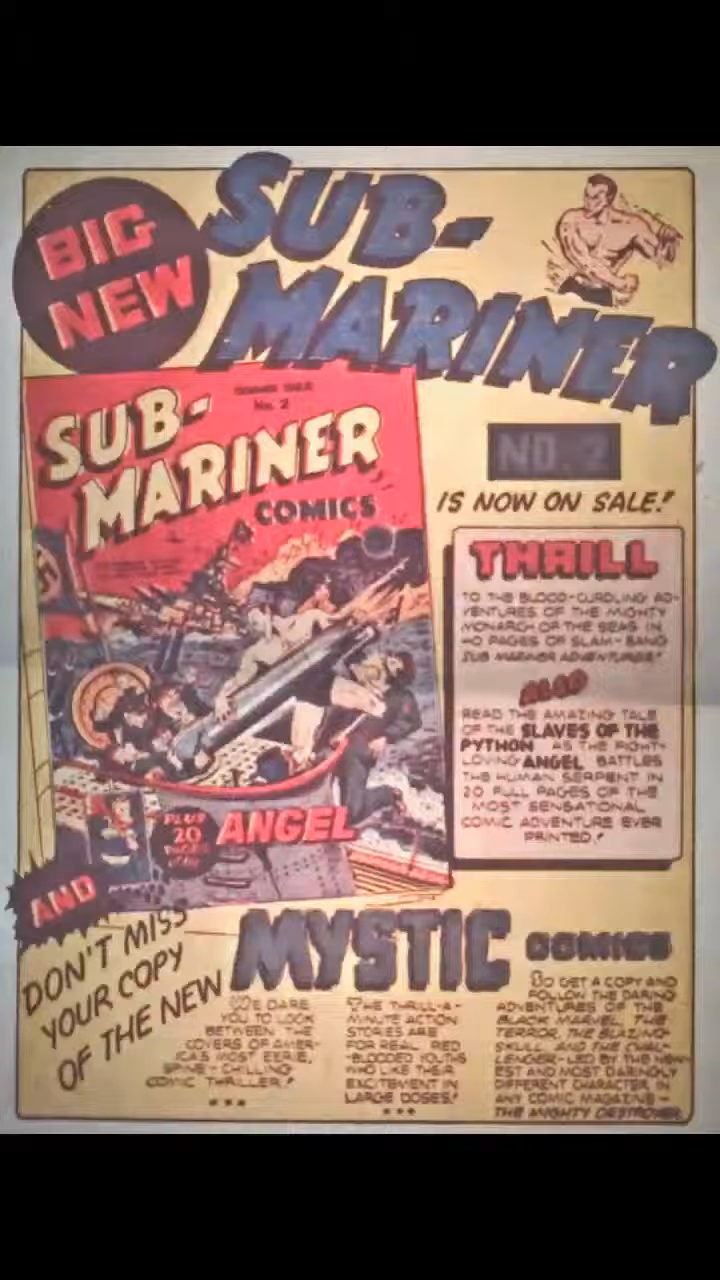 BIG
NEW
SUB-
MARINER
SUMMER ISSUE
No. 2
SUB-
MARINER
COMICS
NO. 2
IS NOW ON SALE!
THRILL
TO THE BLOOD-CURDLING AD-
VENTURES OF THE MIGHTY
MONARCH OF THE SEAS IN
40 PAGES OF SLAM-BANG
SUB MARINER ADVENTURES!
ALSO
READ THE AMAZING TALE
OF THE SLAVES OF THE
PYTHON AS THE FIGHT-
LOVING ANGEL BATTLES
THE HUMAN SERPENT IN
20 FULL PAGES OF THE
MOST SENSATIONAL
COMIC ADVENTURE EVER
PRINTED!
PLUS
20
ANGEL
AND
DON'T MISS
YOUR COPY
OF THE NEW
MYSTIC COMICS
WE DARE
YOU TO LOOK
BETWEEN THE
COVERS OF AMER-
ICA'S MOST EERIE,
SPINE-CHILLING
COMIC THRILLER!
THE THRILL-A-
MINUTE ACTION
STORIES ARE
FOR REAL RED
-BLOODED YOUTHS
WHO LIKE THEIR
EXCITEMENT IN
LARGE DOSES!
SO GET A COPY AND
FOLLOW THE DARING
ADVENTURES OF THE
BLACK MARVEL, THE
TERROR, THE BLAZING
SKULL AND THE CHAL-
LENGER-LED BY THE NEW-
EST AND MOST DARINGLY
DIFFERENT CHARACTER IN
ANY COMIC MAGAZINE-
THE MIGHTY DESTROYER